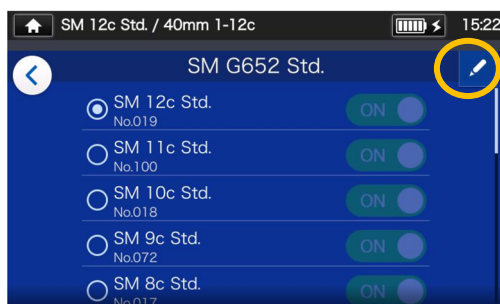 SM 12c Std. / 40mm 1-12c 15:22
SM G652 Std.
SM 12c Std. ON
No.019
SM 11c Std. ON
No.100
SM 10c Std. ON
No.018
SM 9c Std. ON
No.072
SM 8c Std. ON
No.017